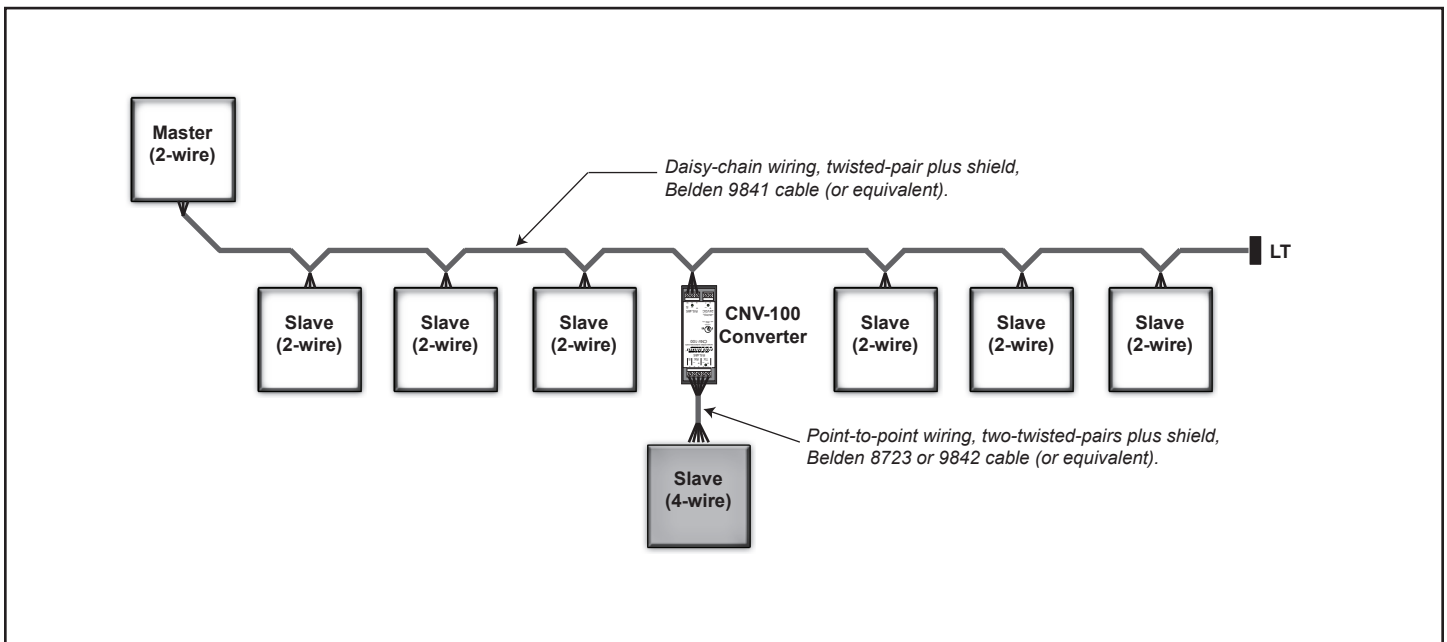 Master
(2-wire)
Daisy-chain wiring, twisted-pair plus shield,
Belden 9841 cable (or equivalent).
LT
Slave
(2-wire)
Slave
(2-wire)
Slave
(2-wire)
CNV-100
Converter
Slave
(2-wire)
Slave
(2-wire)
Slave
(2-wire)
Point-to-point wiring, two-twisted-pairs plus shield,
Belden 8723 or 9842 cable (or equivalent).
Slave
(4-wire)